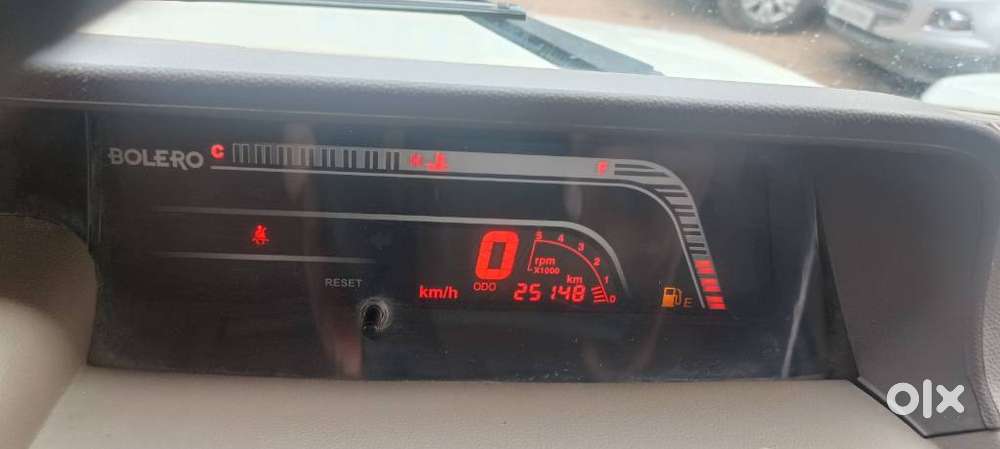 BOLERO C H F
5 4 3 2 1 0
0 rpm X1000
RESET
km/h ODO 25148 km
E
olx